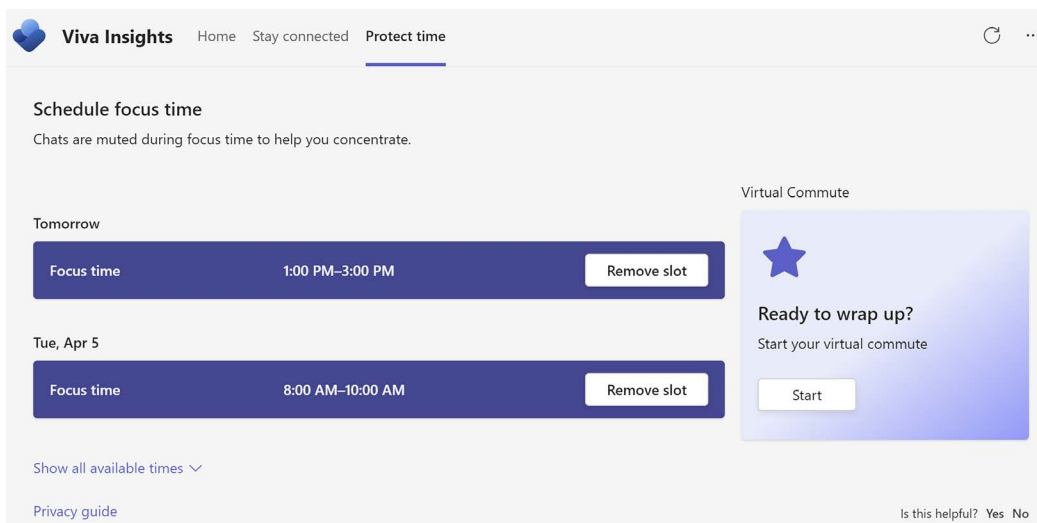 Viva Insights Home Stay connected Protect time
Schedule focus time
Chats are muted during focus time to help you concentrate.
Tomorrow
Focus time 1:00 PM–3:00 PM Remove slot
Tue, Apr 5
Focus time 8:00 AM–10:00 AM Remove slot
Show all available times
Privacy guide
Virtual Commute
Ready to wrap up?
Start your virtual commute
Start
Is this helpful? Yes No